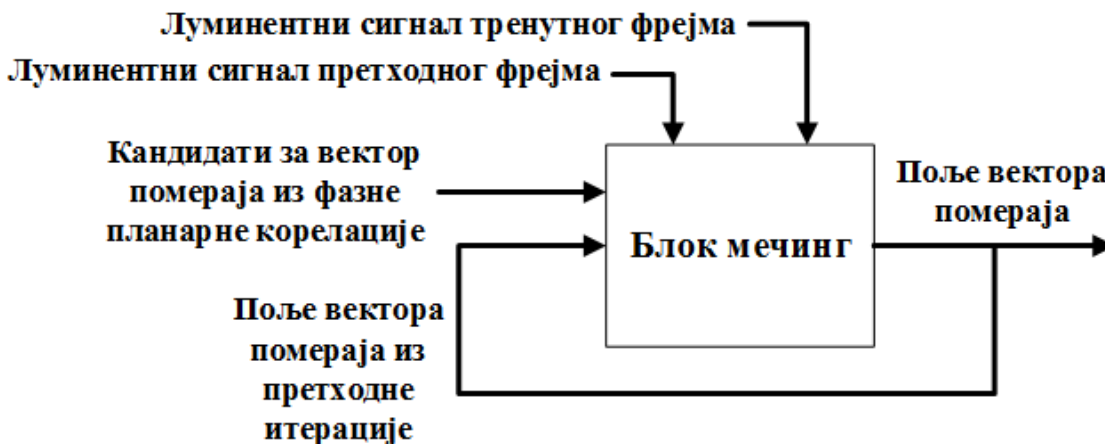 Луминентни сигнал тренутног фрејма
Луминентни сигнал претходног фрејма
Кандидати за вектор
помераја из фазне
планарне корелације
Блок мечинг
Поље вектора
помераја
Поље вектора
помераја из
претходне
итерације